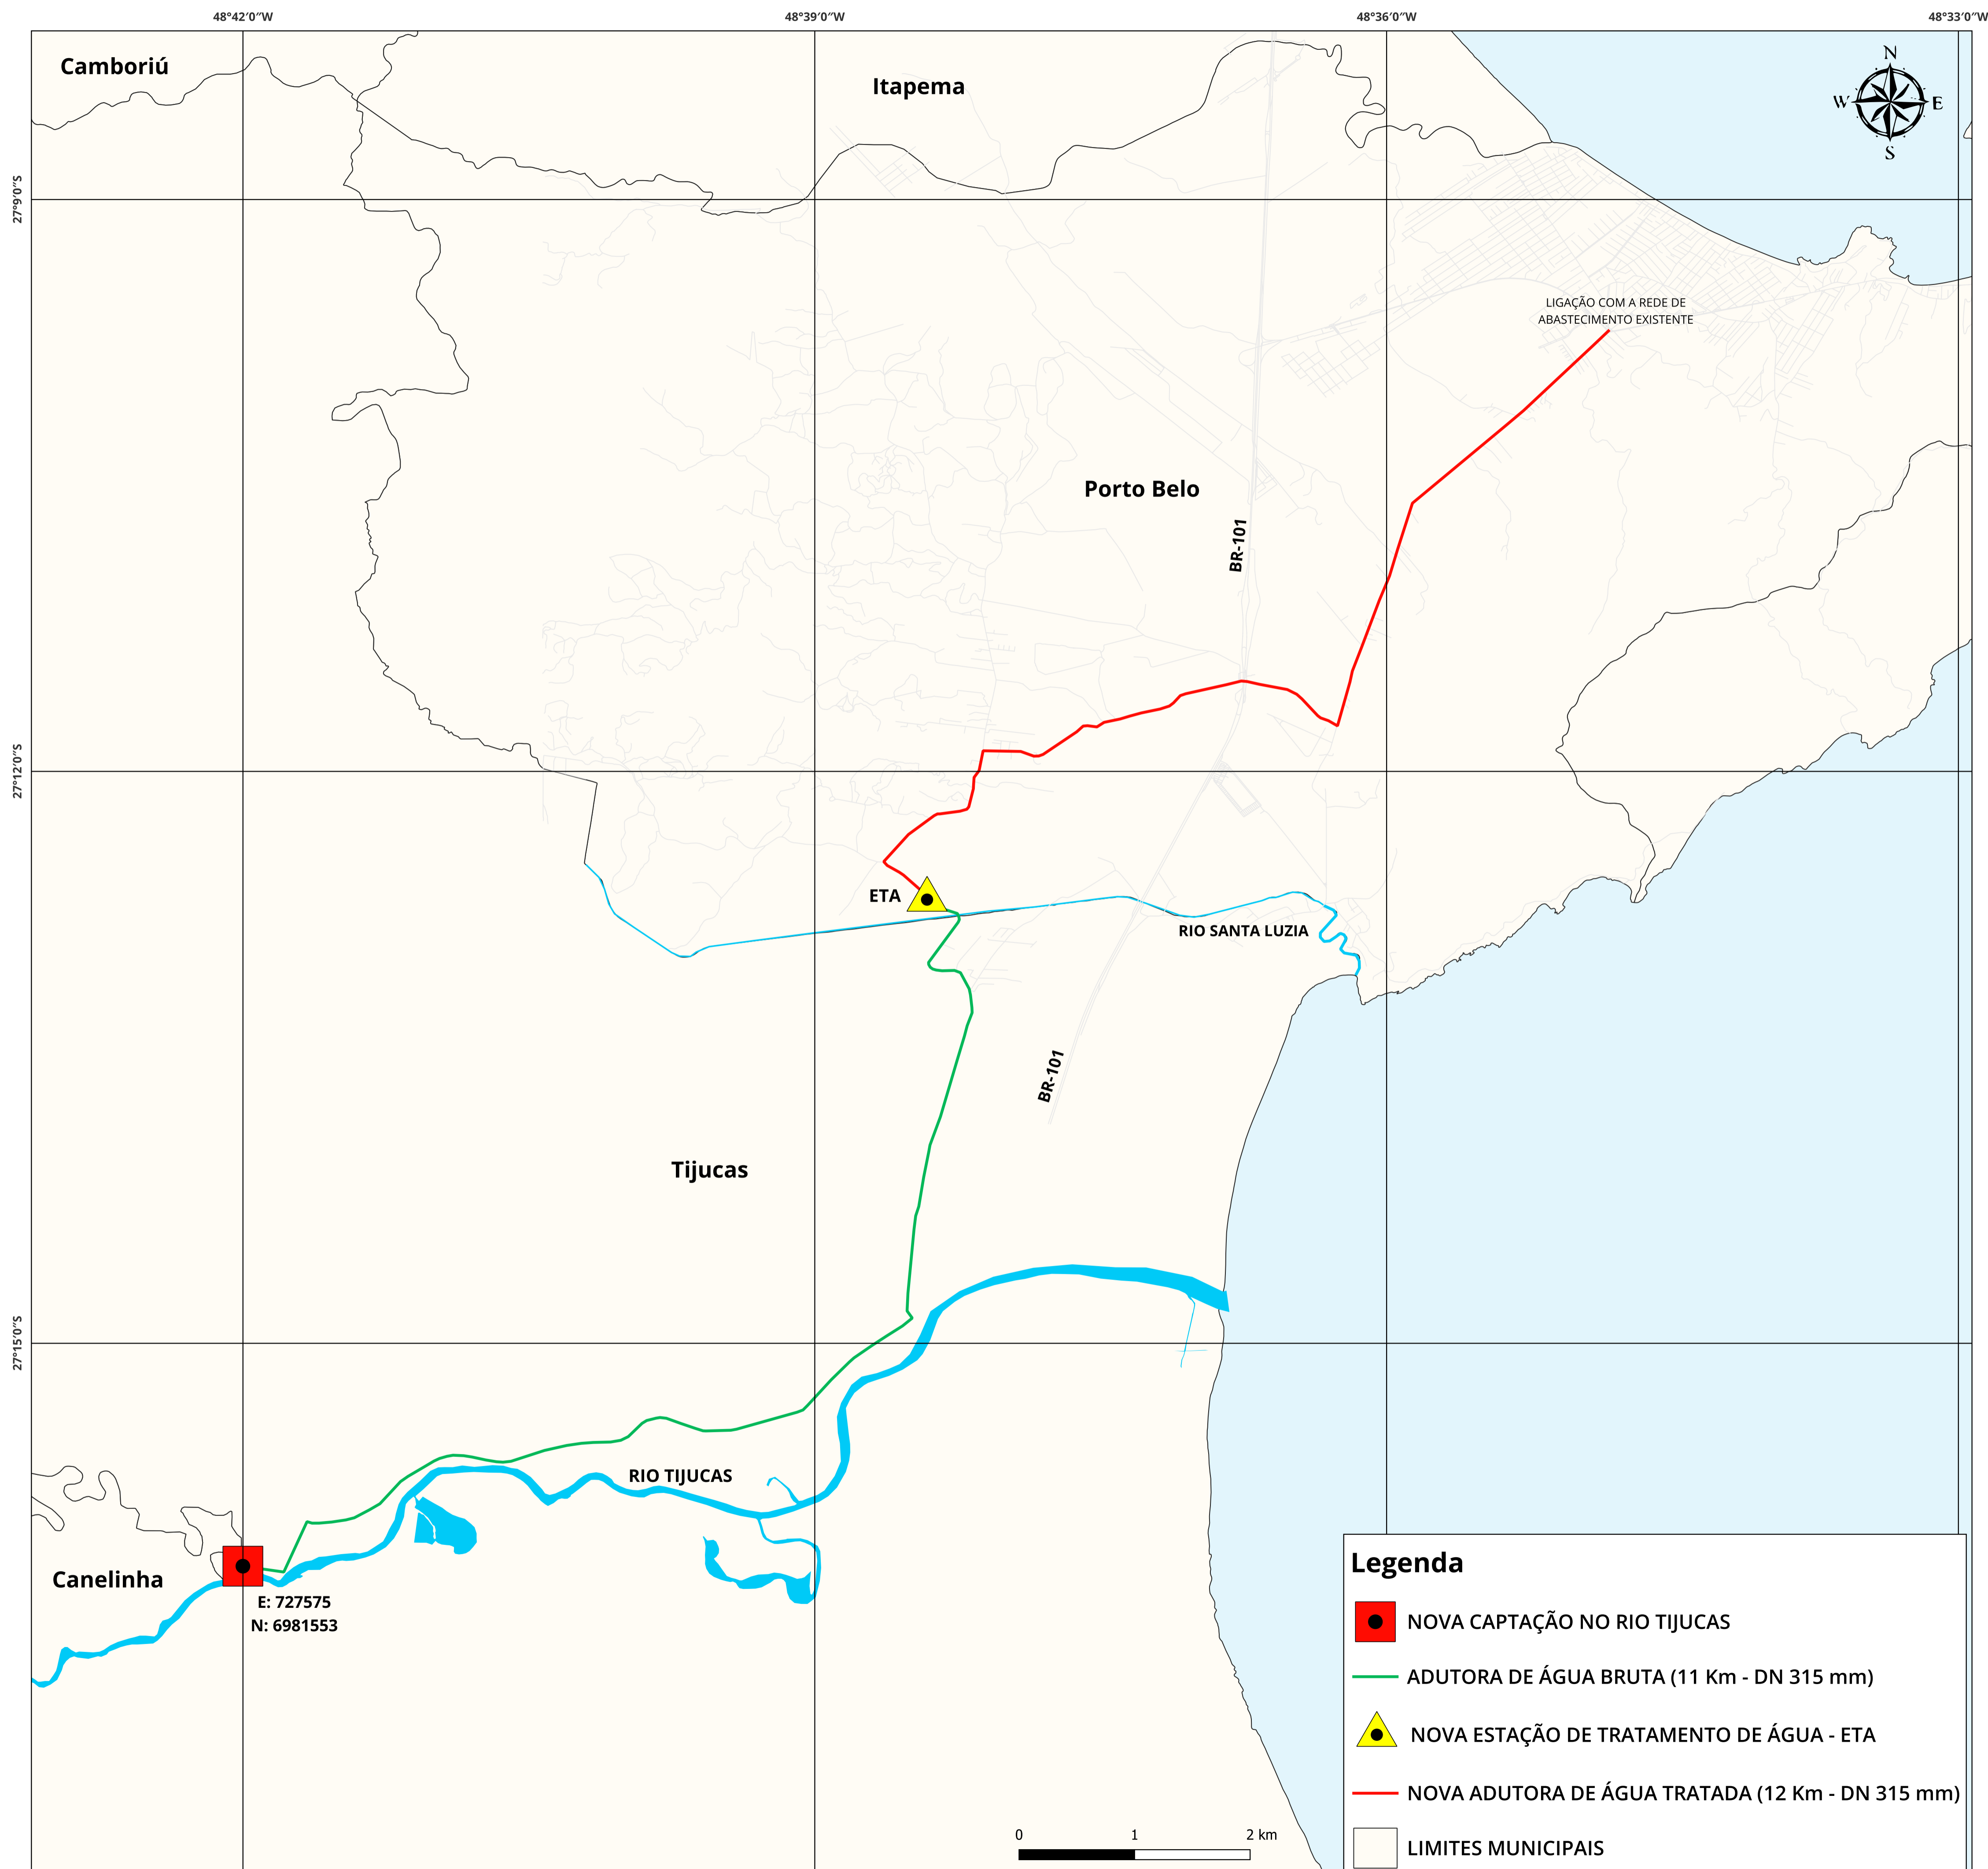 48°42′0″W
48°39′0″W
48°36′0″W
48°33′0″W
Camboriú
Itapema
N
W
E
S
27°9′0″S
LIGAÇÃO COM A REDE DE
ABASTECIMENTO EXISTENTE
Porto Belo
BR-101
27°12′0″S
ETA
RIO SANTA LUZIA
BR-101
Tijucas
27°15′0″S
RIO TIJUCAS
Canelinha
E: 727575
N: 6981553
Legenda
NOVA CAPTAÇÃO NO RIO TIJUCAS
ADUTORA DE ÁGUA BRUTA (11 Km - DN 315 mm)
NOVA ESTAÇÃO DE TRATAMENTO DE ÁGUA - ETA
NOVA ADUTORA DE ÁGUA TRATADA (12 Km - DN 315 mm)
LIMITES MUNICIPAIS
0 1 2 km